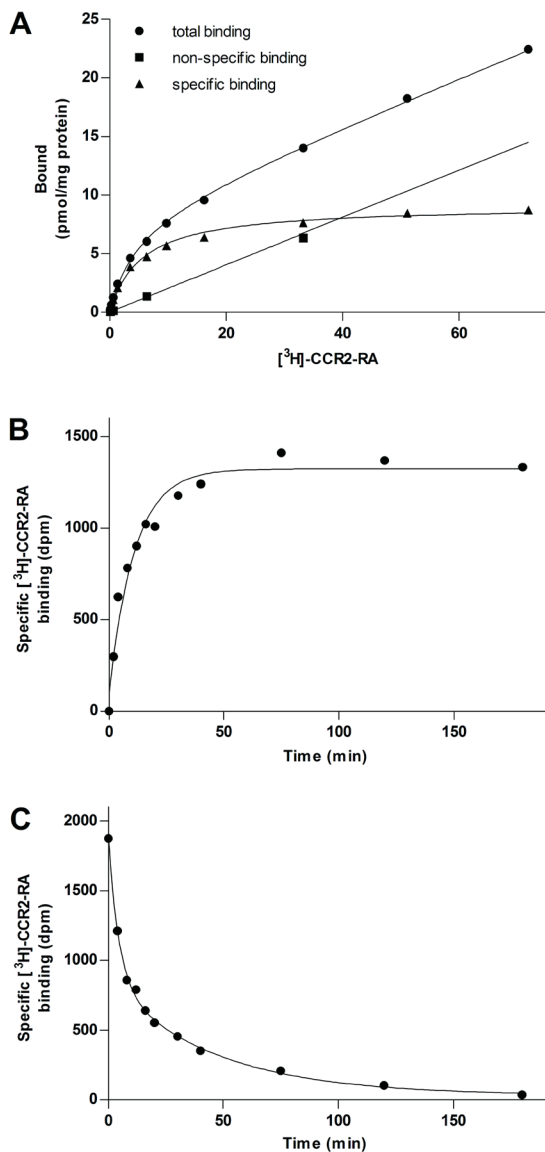 A
total binding
non-specific binding
specific binding
Bound
(pmol/mg protein)
25
20
15
10
5
0
0 20 40 60
[³H]-CCR2-RA
B
Specific [³H]-CCR2-RA
binding (dpm)
1500
1000
500
0
0 50 100 150
Time (min)
C
Specific [³H]-CCR2-RA
binding (dpm)
2000
1500
1000
500
0
0 50 100 150
Time (min)